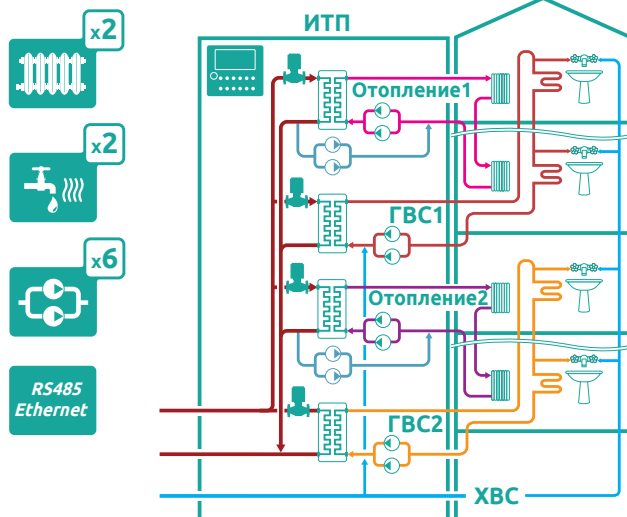 x2
ИТП
Отопление1
x2
ГВС1
x6
Отопление2
RS485
Ethernet
ГВС2
ХВС